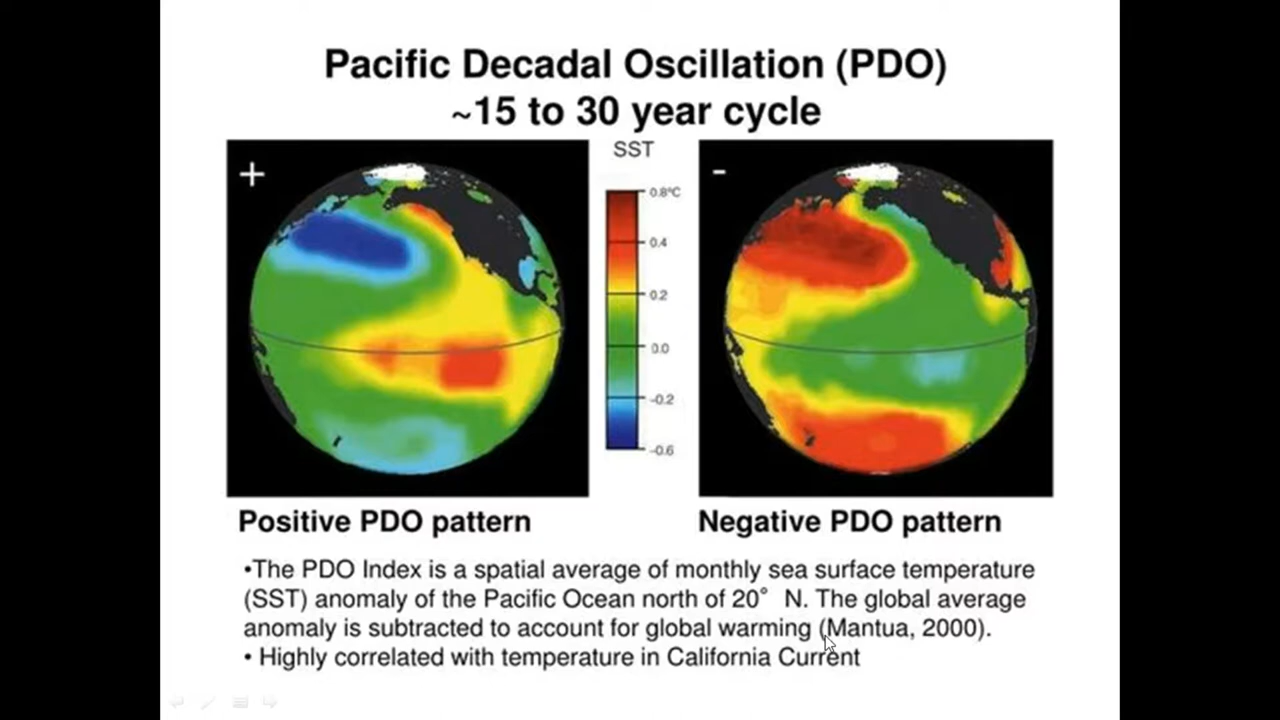 Pacific Decadal Oscillation (PDO)
~15 to 30 year cycle
+
SST
0.8°C
0.4
0.2
0.0
-0.2
-0.6
-
Positive PDO pattern
Negative PDO pattern
•The PDO Index is a spatial average of monthly sea surface temperature
(SST) anomaly of the Pacific Ocean north of 20° N. The global average
anomaly is subtracted to account for global warming (Mantua, 2000).
• Highly correlated with temperature in California Current